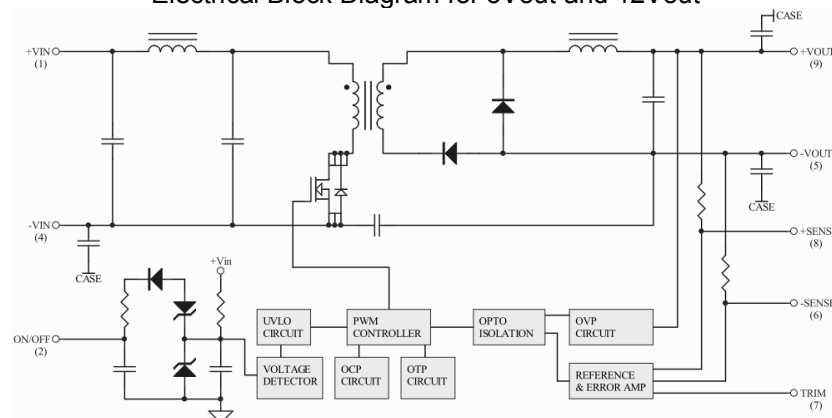 Electrical Block Diagram for 5Vout and 12Vout
CASE
+VIN
(1)
+VOUT
(9)
-VOUT
(5)
CASE
-VIN
(4)
CASE
+SENSE
(8)
+Vin
-SENSE
(6)
ON/OFF
(2)
UVLO
CIRCUIT
PWM
CONTROLLER
OPTO
ISOLATION
OVP
CIRCUIT
VOLTAGE
DETECTOR
OCP
CIRCUIT
OTP CIRCUIT
REFERENCE
& ERROR AMP
TRIM
(7)